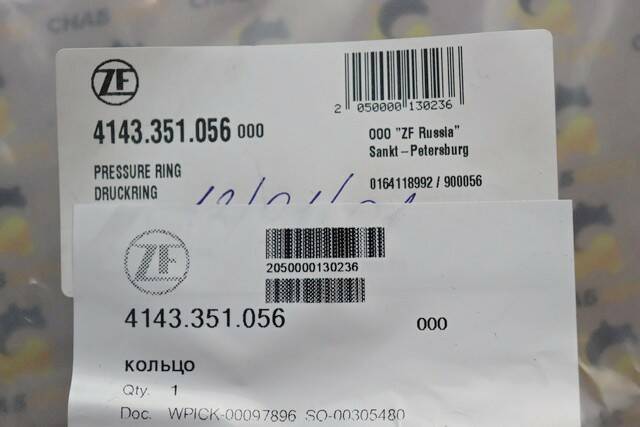 ZF
2 050000 130236
4143.351.056 000
ООО "ZF Russia"
Sankt-Petersburg
PRESSURE RING
DRUCKRING
0164118992 / 900056
ZF
2050000130236
4143.351.056 000
кольцо
Qty. 1
Doc. WPICK-00097896 SO-00305480